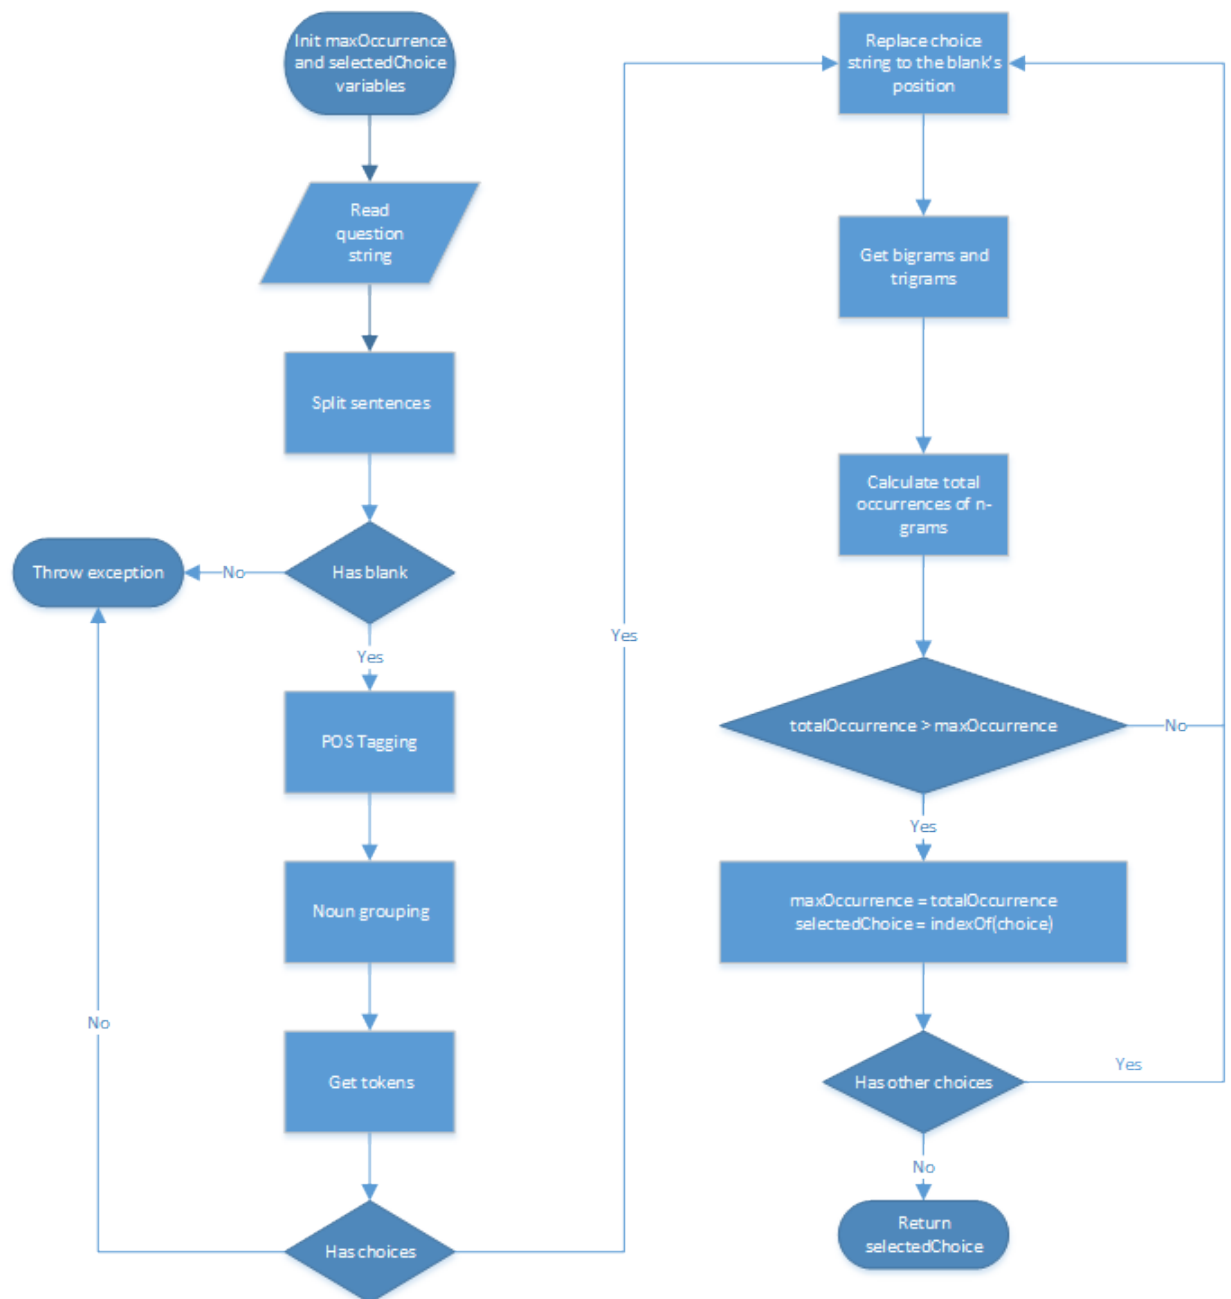 Init maxOccurrence
and selectedChoice
variables
Read
question
string
Split sentences
Has blank
No
Throw exception
Yes
POS Tagging
Noun grouping
Get tokens
Has choices
No
Yes
Replace choice
string to the blank's
position
Get bigrams and
trigrams
Calculate total
occurrences of n-
grams
totalOccurrence > maxOccurrence
No
Yes
maxOccurrence = totalOccurrence
selectedChoice = indexOf(choice)
Has other choices
Yes
No
Return
selectedChoice